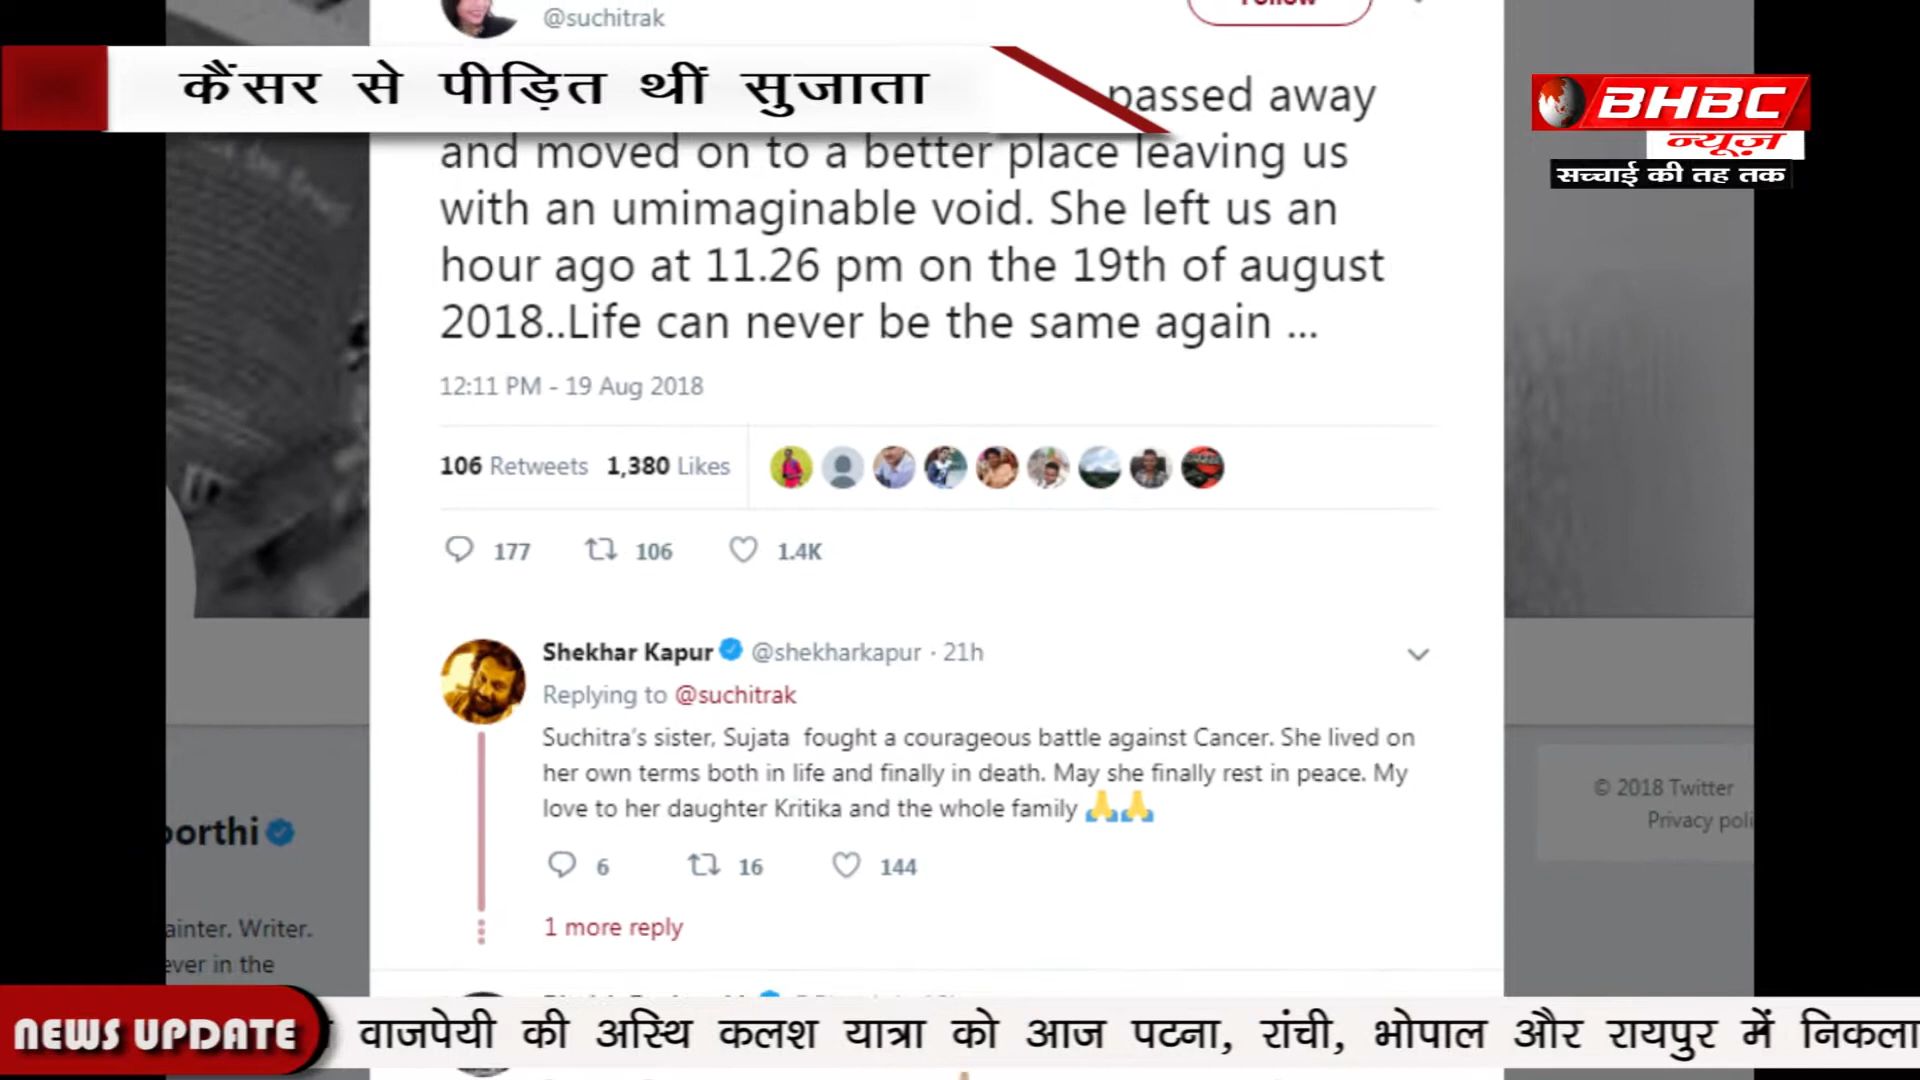 @suchitrak
Follow
कैंसर से पीड़ित थीं सुजाता
passed away
and moved on to a better place leaving us
with an umimaginable void. She left us an
hour ago at 11.26 pm on the 19th of august
2018..Life can never be the same again ...
12:11 PM - 19 Aug 2018
106 Retweets 1,380 Likes
177 106 1.4K
Shekhar Kapur @shekharkapur · 21h
Replying to @suchitrak
Suchitra's sister, Sujata fought a courageous battle against Cancer. She lived on
her own terms both in life and finally in death. May she finally rest in peace. My
love to her daughter Kritika and the whole family 🙏🙏
6 16 144
1 more reply
BHBC
न्यूज़
सच्चाई की तह तक
oorthi
ainter. Writer.
ever in the
© 2018 Twitter
Privacy poli
NEWS UPDATE
वाजपेयी की अस्थि कलश यात्रा को आज पटना, रांची, भोपाल और रायपुर में निकला